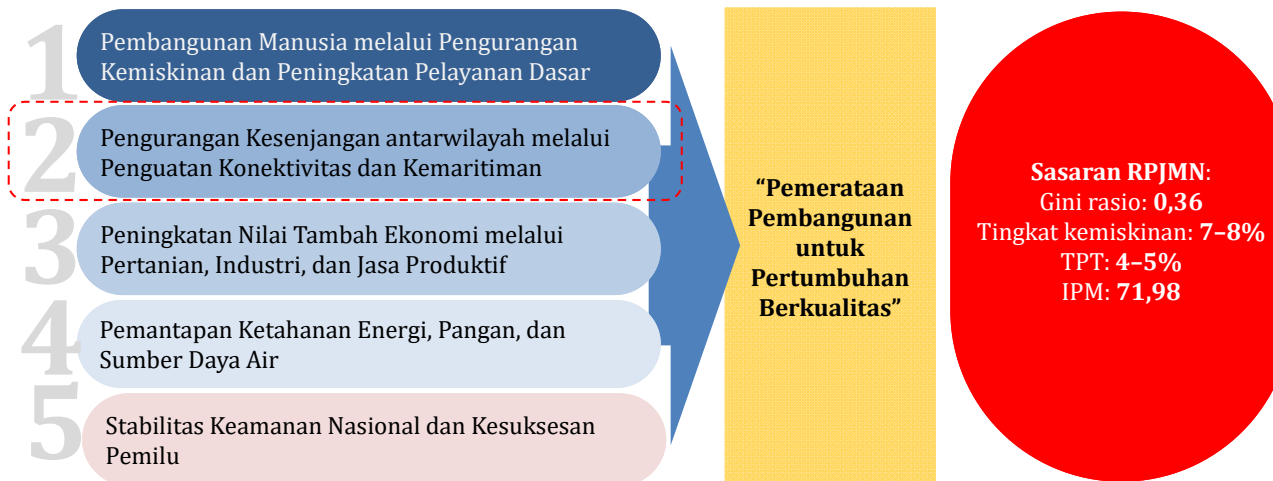 1
Pembangunan Manusia melalui Pengurangan
Kemiskinan dan Peningkatan Pelayanan Dasar
2
Pengurangan Kesenjangan antarwilayah melalui
Penguatan Konektivitas dan Kemaritiman
3
Peningkatan Nilai Tambah Ekonomi melalui
Pertanian, Industri, dan Jasa Produktif
4
Pemantapan Ketahanan Energi, Pangan, dan
Sumber Daya Air
5
Stabilitas Keamanan Nasional dan Kesuksesan
Pemilu
“Pemerataan
Pembangunan
untuk
Pertumbuhan
Berkualitas”
Sasaran RPJMN:
Gini rasio: 0,36
Tingkat kemiskinan: 7–8%
TPT: 4–5%
IPM: 71,98